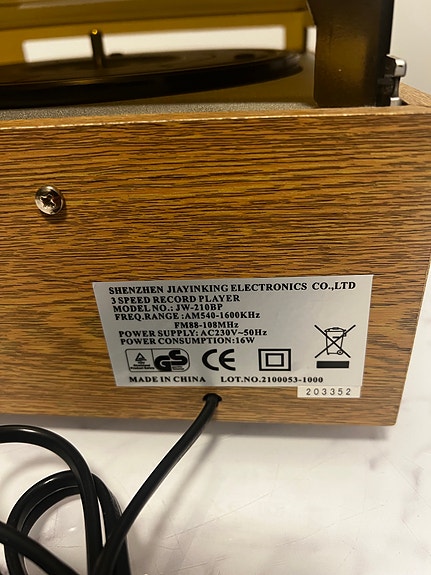 SHENZHEN JIAYINKING ELECTRONICS CO.,LTD
3 SPEED RECORD PLAYER
MODEL NO.: JW-210BP
FREQ.RANGE:AM540-1600KHz
FM88-108MHz
POWER SUPPLY: AC230V~50Hz
POWER CONSUMPTION:16W
GS CE
MADE IN CHINA LOT.NO.2100053-1000
203352